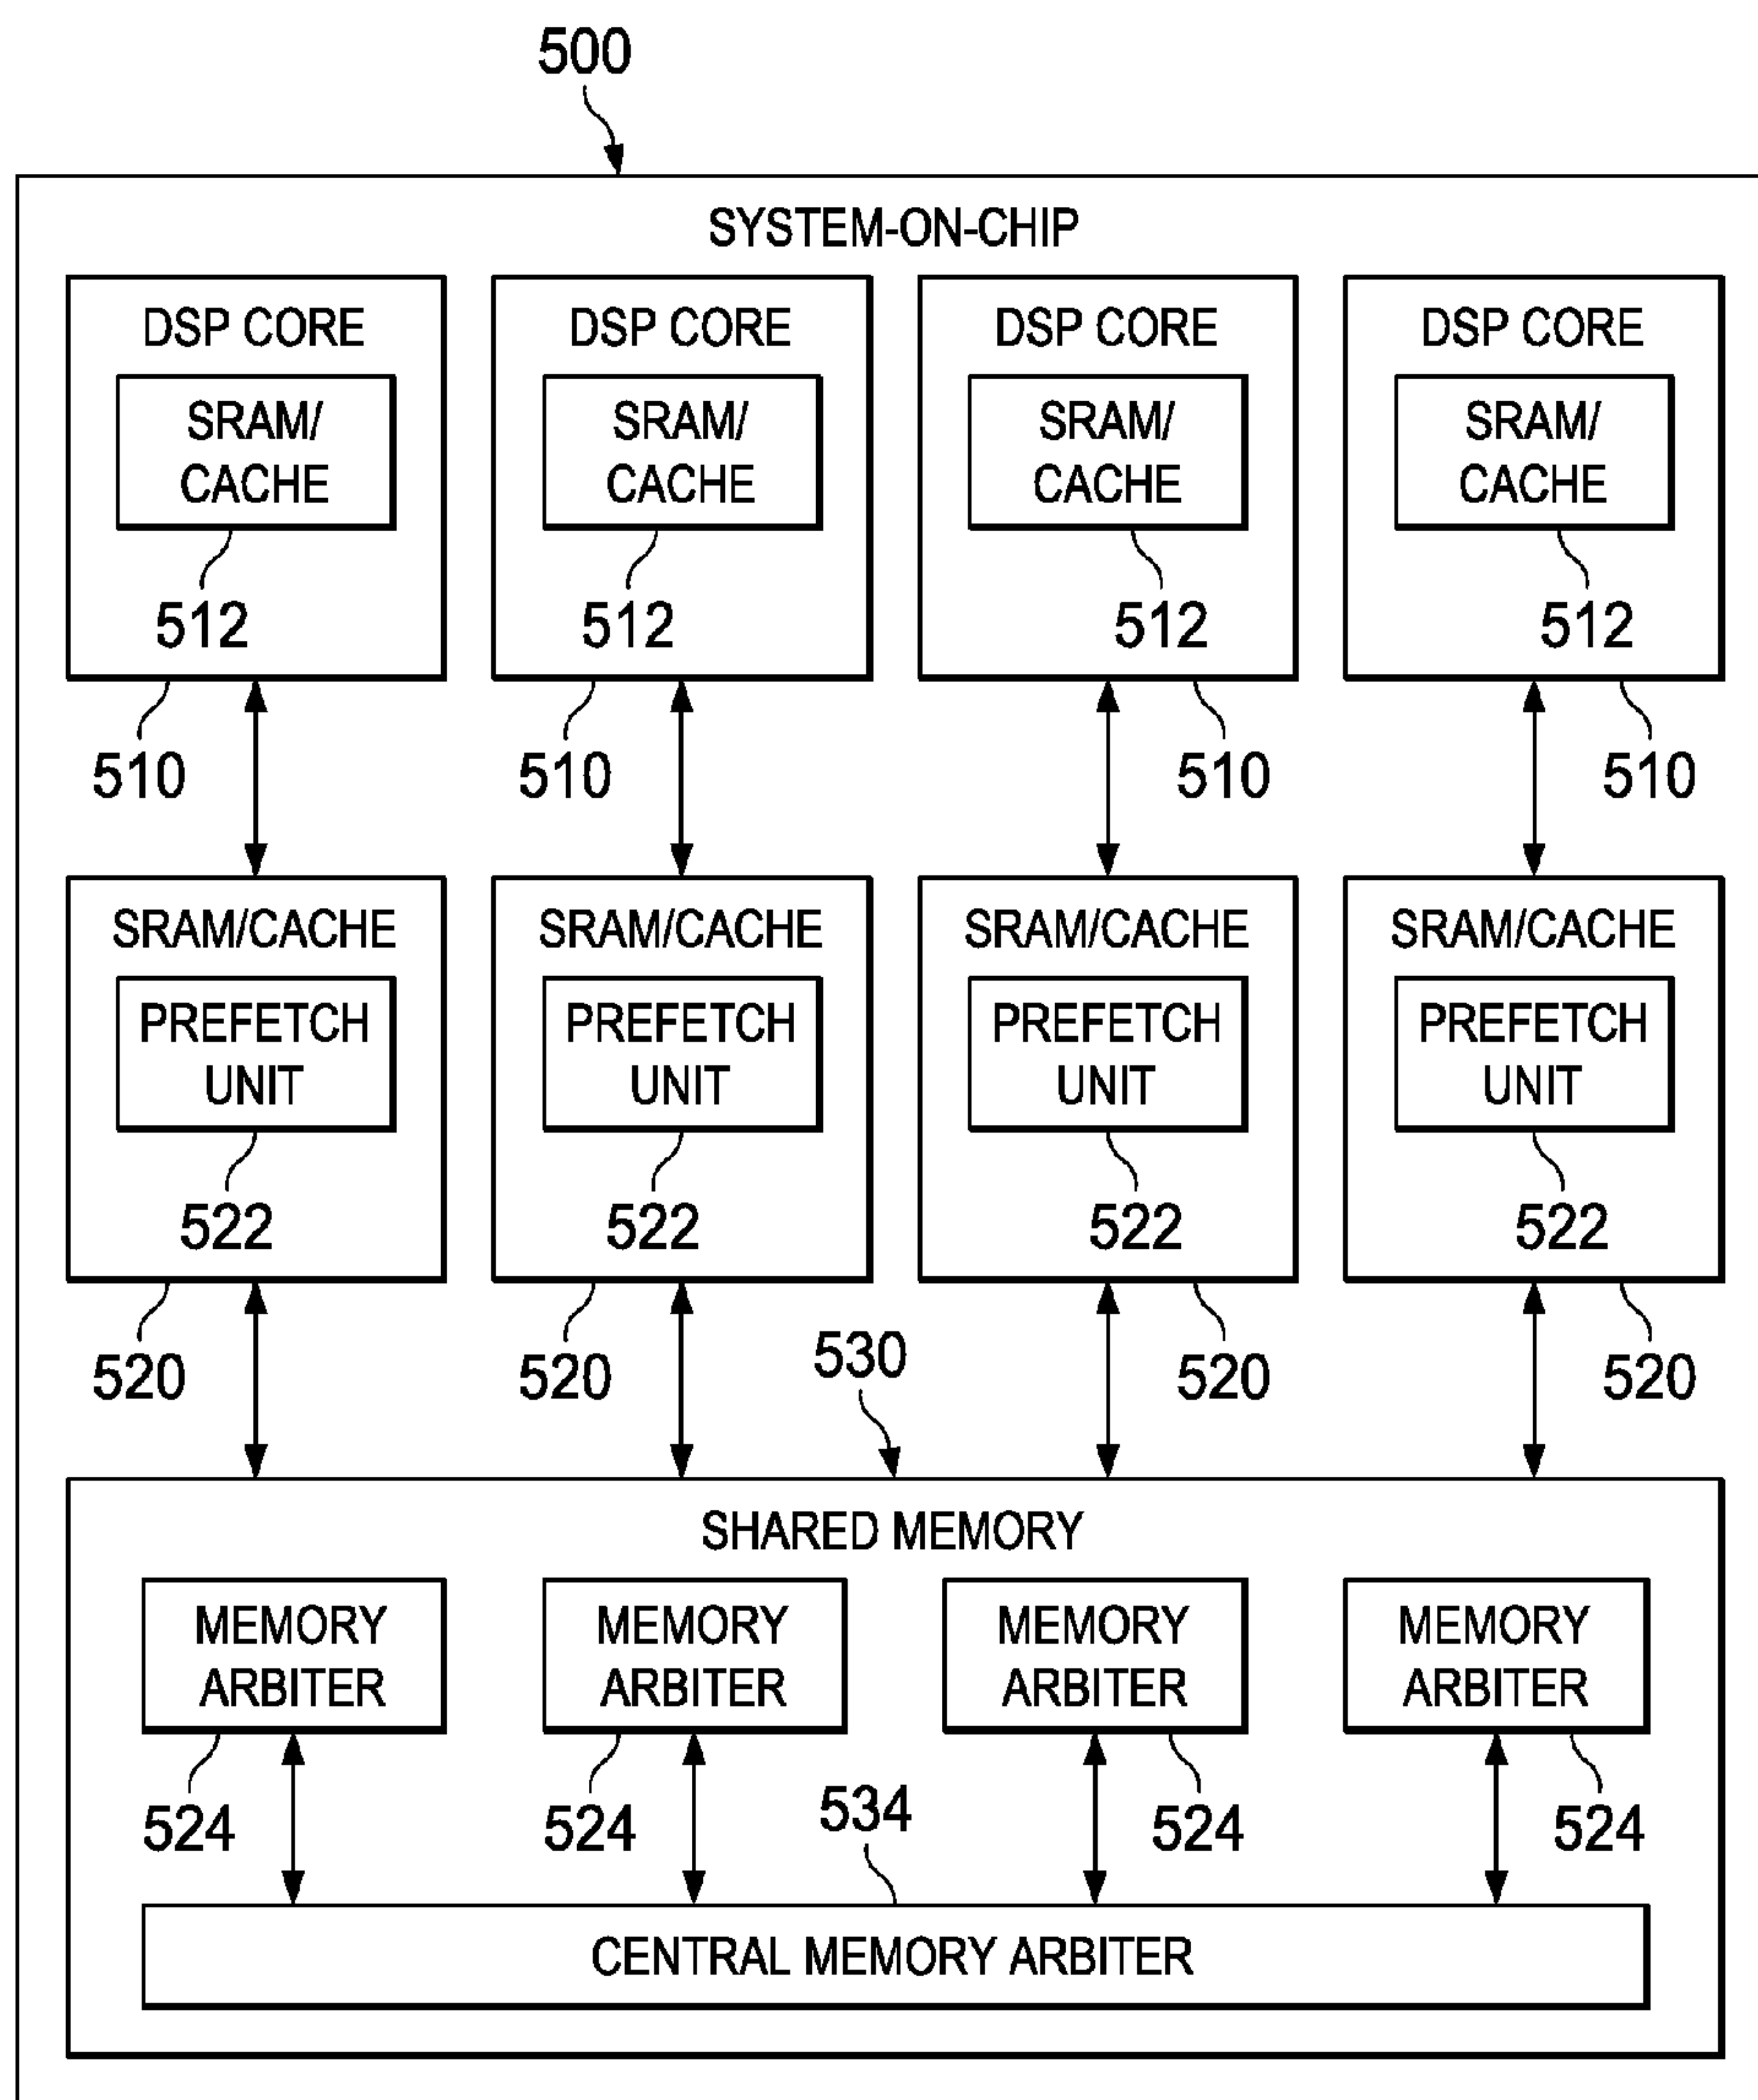 500
SYSTEM-ON-CHIP
DSP CORE DSP CORE DSP CORE DSP CORE
SRAM/ SRAM/ SRAM/ SRAM/
CACHE CACHE CACHE CACHE
512 512 512 512
510 510 510 510
SRAM/CACHE SRAM/CACHE SRAM/CACHE SRAM/CACHE
PREFETCH PREFETCH PREFETCH PREFETCH
UNIT UNIT UNIT UNIT
522 522 522 522
530
520 520 520 520
SHARED MEMORY
MEMORY MEMORY MEMORY MEMORY
ARBITER ARBITER ARBITER ARBITER
534
524 524 524 524
CENTRAL MEMORY ARBITER